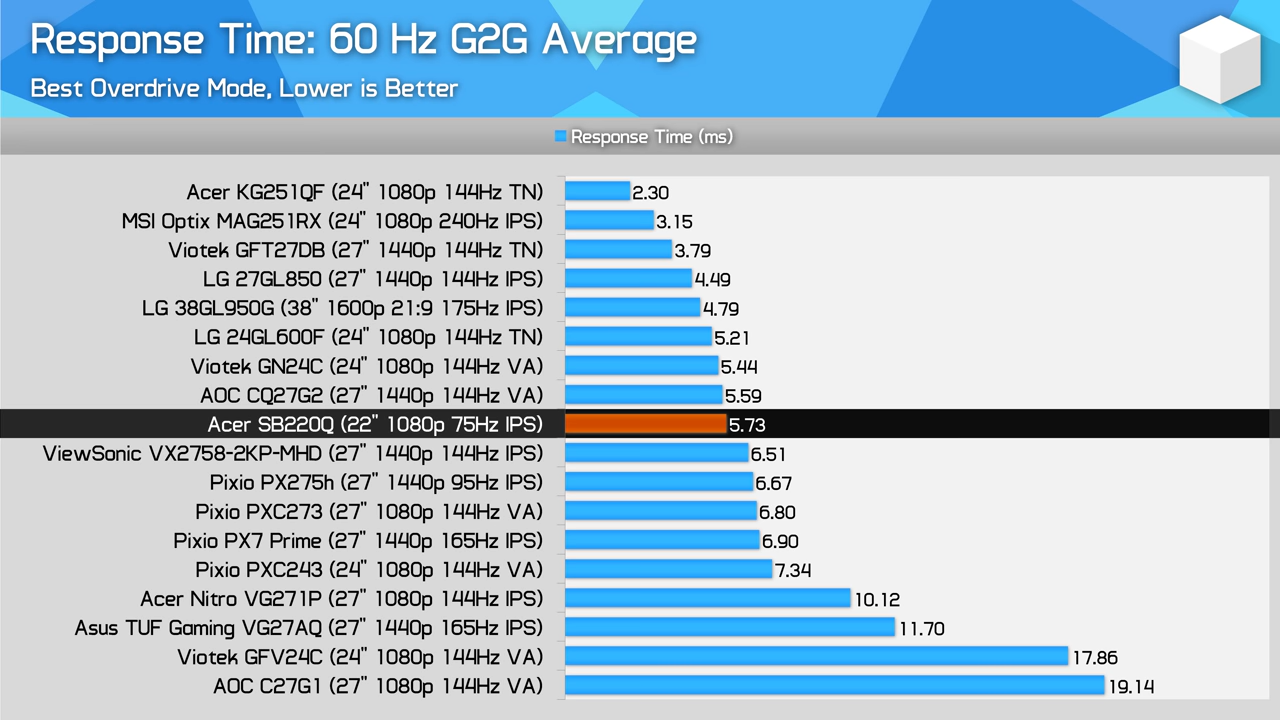 Response Time: 60 Hz G2G Average
Best Overdrive Mode, Lower is Better
Response Time (ms)
Acer KG251QF (24" 1080p 144Hz TN) 2.30
MSI Optix MAG251RX (24" 1080p 240Hz IPS) 3.15
Viotek GFT27DB (27" 1440p 144Hz TN) 3.79
LG 27GL850 (27" 1440p 144Hz IPS) 4.49
LG 38GL950G (38" 1600p 21:9 175Hz IPS) 4.79
LG 24GL600F (24" 1080p 144Hz TN) 5.21
Viotek GN24C (24" 1080p 144Hz VA) 5.44
AOC CQ27G2 (27" 1440p 144Hz VA) 5.59
Acer SB220Q (22" 1080p 75Hz IPS) 5.73
ViewSonic VX2758-2KP-MHD (27" 1440p 144Hz IPS) 6.51
Pixio PX275h (27" 1440p 95Hz IPS) 6.67
Pixio PXC273 (27" 1080p 144Hz VA) 6.80
Pixio PX7 Prime (27" 1440p 165Hz IPS) 6.90
Pixio PXC243 (24" 1080p 144Hz VA) 7.34
Acer Nitro VG271P (27" 1080p 144Hz IPS) 10.12
Asus TUF Gaming VG27AQ (27" 1440p 165Hz IPS) 11.70
Viotek GFV24C (24" 1080p 144Hz VA) 17.86
AOC C27G1 (27" 1080p 144Hz VA) 19.14